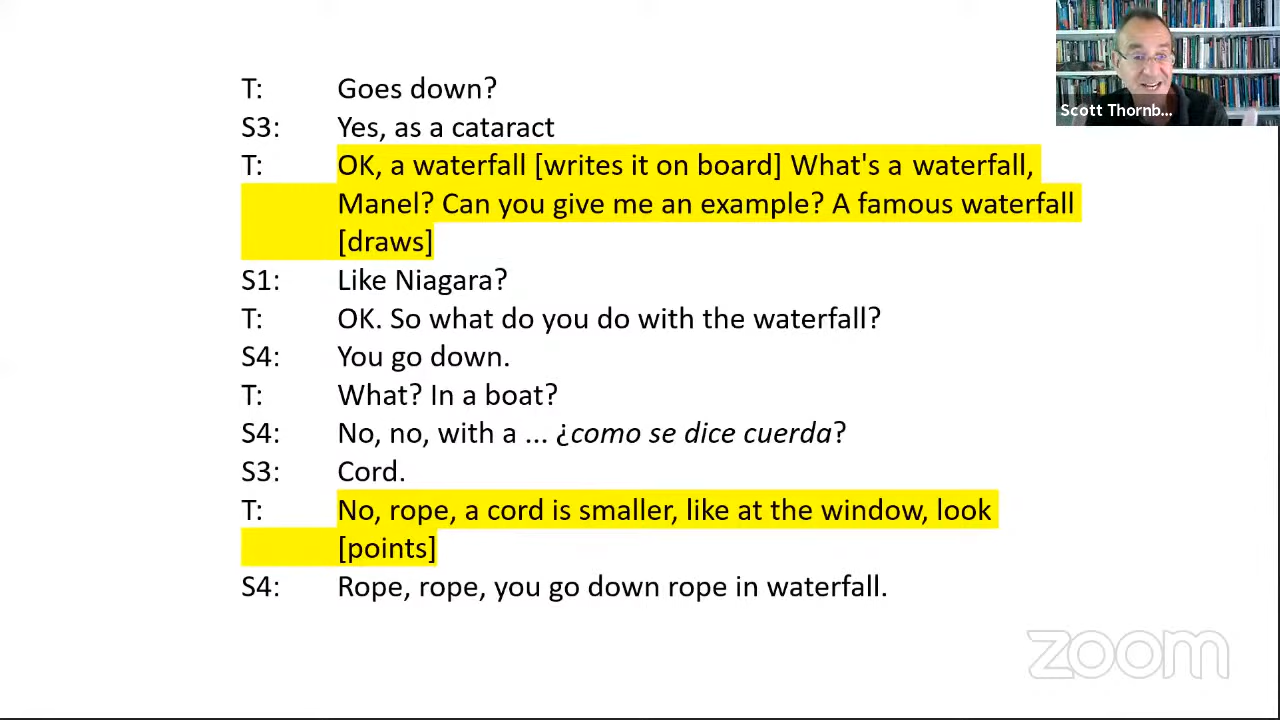 Scott Thornb...
T: Goes down?
S3: Yes, as a cataract
T: OK, a waterfall [writes it on board] What's a waterfall,
Manel? Can you give me an example? A famous waterfall
[draws]
S1: Like Niagara?
T: OK. So what do you do with the waterfall?
S4: You go down.
T: What? In a boat?
S4: No, no, with a ... ¿como se dice cuerda?
S3: Cord.
T: No, rope, a cord is smaller, like at the window, look
[points]
S4: Rope, rope, you go down rope in waterfall.
zoom